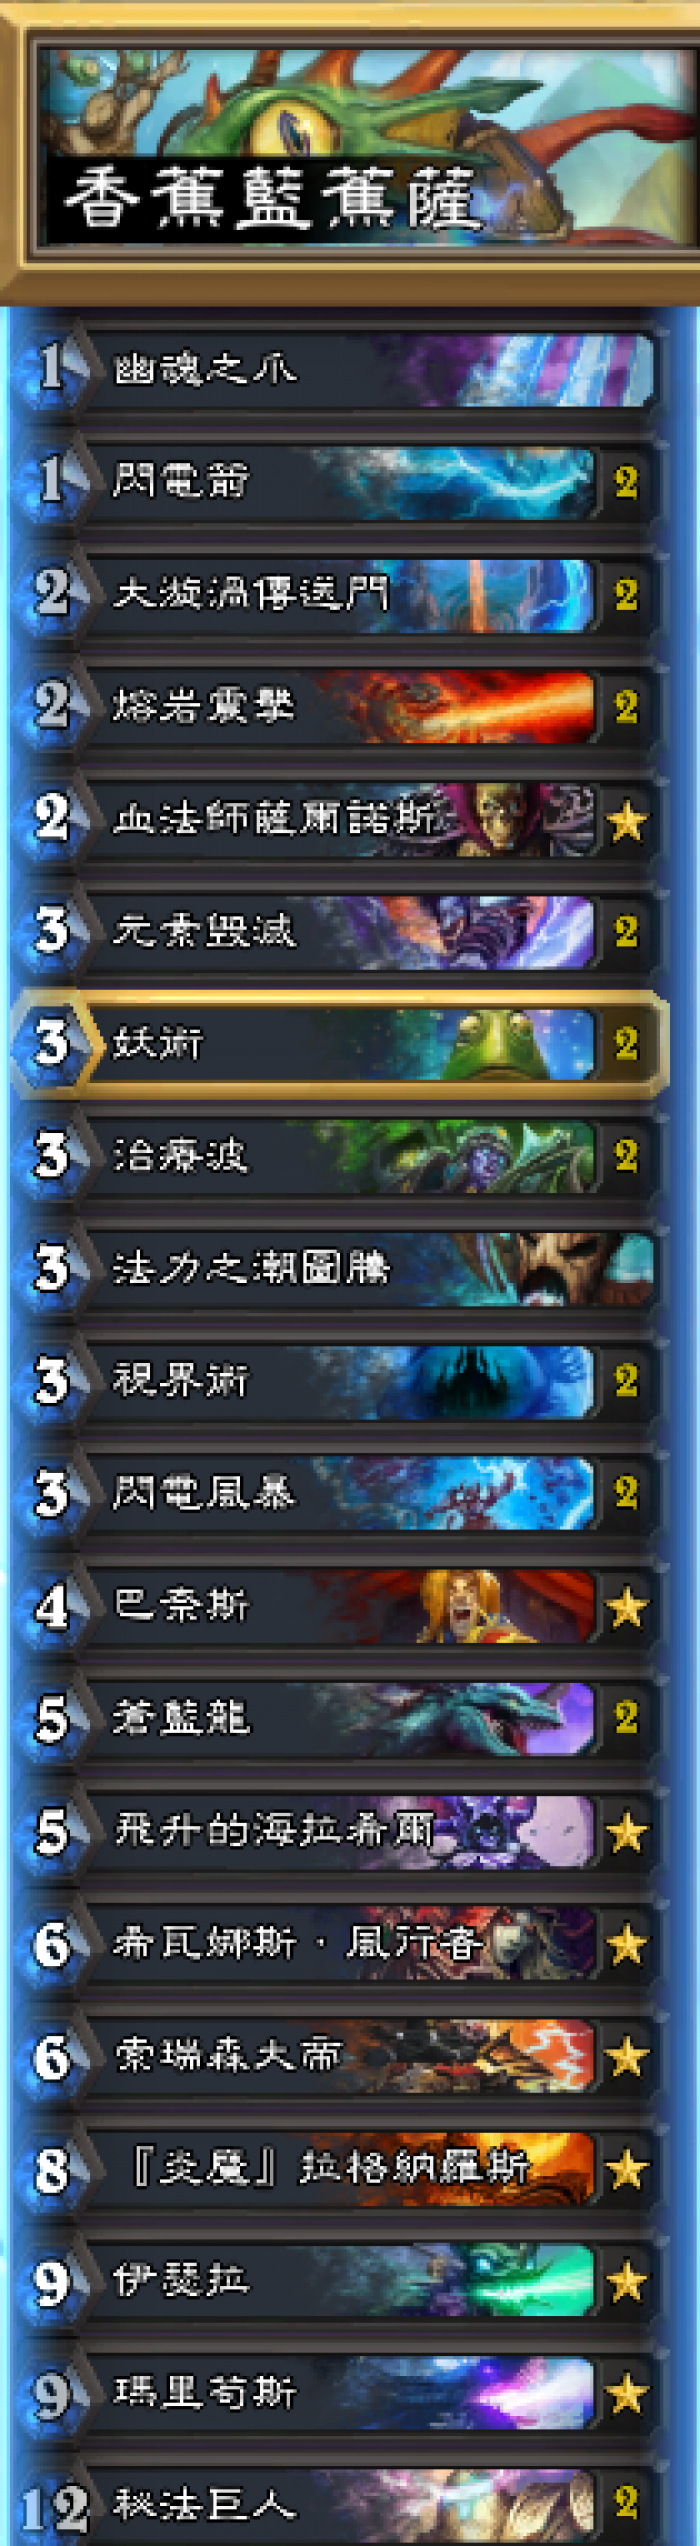 香蕉藍蕉薩
1 幽魂之爪
1 閃電箭 2
2 大漩渦傳送門 2
2 熔岩震擊 2
2 血法師薩爾諾斯 ★
3 元素毀滅 2
3 妖術 2
3 治療波 2
3 法力之潮圖騰
3 視界術 2
3 閃電風暴 2
4 巴奈斯 ★
5 蒼藍龍 2
5 飛升的海拉希爾 ★
6 希瓦娜斯·風行者 ★
6 索瑞森大帝 ★
8 『炎魔』拉格納羅斯 ★
9 伊瑟拉 ★
9 瑪里苟斯 ★
12 秘法巨人 2